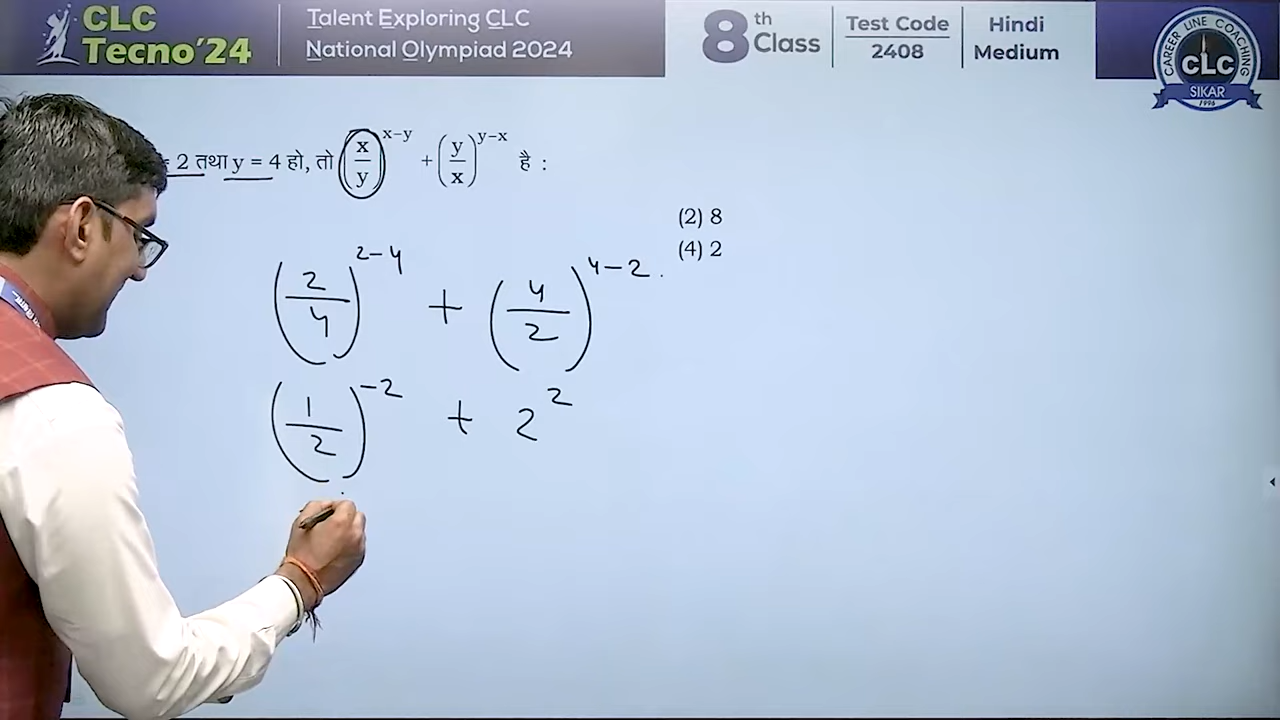 CLC
Tecno'24
Talent Exploring CLC
National Olympiad 2024
8th Class
Test Code
2408
Hindi
Medium
CAREER LINE COACHING
CLC
SIKAR
1996
= 2 तथा y = 4 हो, तो (x/y)^(x–y) + (y/x)^(y–x) है :
(2) 8
(4) 2
(2/4)^(2–4) + (4/2)^(4–2)
(1/2)^(–2) + 2^2